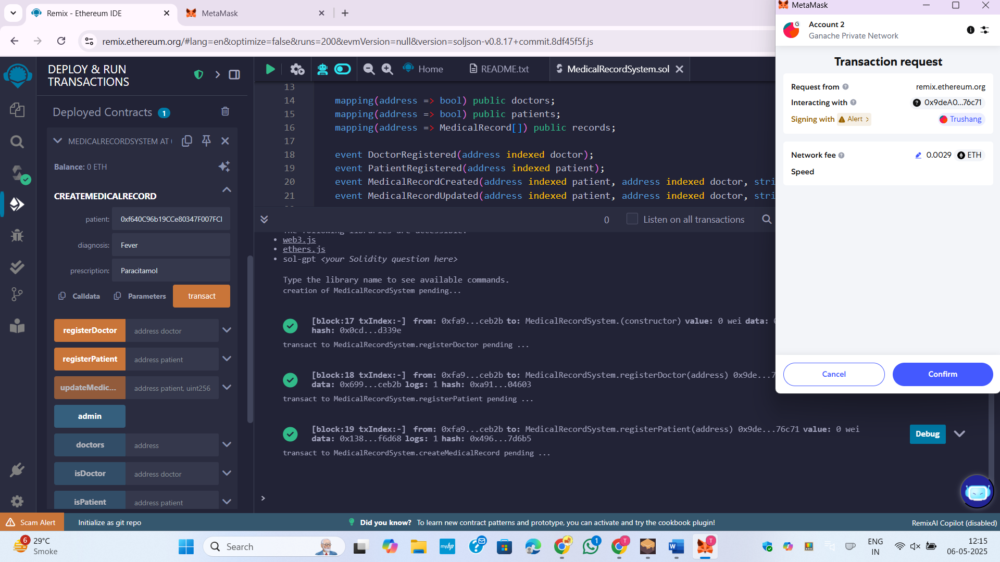 Remix - Ethereum IDE
MetaMask
remix.ethereum.org/#lang=en&optimize=false&runs=200&evmVersion=null&version=soljson-v0.8.17+commit.8df45f5f.js
DEPLOY & RUN
TRANSACTIONS
Deployed Contracts 1
MEDICALRECORDSYSTEM AT
Balance: 0 ETH
CREATEMEDICALRECORD
patient: 0xf640C96b19CCe80347F007FCI
diagnosis: Fever
prescription: Paracitamol
Calldata Parameters transact
registerDoctor address doctor
registerPatient address patient
updateMedic... address patient, uint256
admin
doctors address
isDoctor address doctor
isPatient address patient
Home README.txt MedicalRecordSystem.sol
13
14 mapping(address => bool) public doctors;
15 mapping(address => bool) public patients;
16 mapping(address => MedicalRecord[]) public records;
17
18 event DoctorRegistered(address indexed doctor);
19 event PatientRegistered(address indexed patient);
20 event MedicalRecordCreated(address indexed patient, address indexed doctor, stri
21 event MedicalRecordUpdated(address indexed patient, address indexed doctor, stri
0 Listen on all transactions
The following libraries are accessible:
• web3.js
• ethers.js
• sol-gpt <your Solidity question here>
Type the library name to see available commands.
creation of MedicalRecordSystem pending...
[block:17 txIndex:-] from: 0xfa9...ceb2b to: MedicalRecordSystem.(constructor) value: 0 wei data:
hash: 0x0cd...d339e
transact to MedicalRecordSystem.registerDoctor pending ...
[block:18 txIndex:-] from: 0xfa9...ceb2b to: MedicalRecordSystem.registerDoctor(address) 0x9de...7
data: 0x699...ceb2b logs: 1 hash: 0xa91...04603
transact to MedicalRecordSystem.registerPatient pending ...
[block:19 txIndex:-] from: 0xfa9...ceb2b to: MedicalRecordSystem.registerPatient(address) 0x9de...76c71 value: 0 wei
data: 0x138...f6d68 logs: 1 hash: 0x496...7d6b5
Debug
transact to MedicalRecordSystem.createMedicalRecord pending ...
>
MetaMask
G
Account 2
Ganache Private Network
Transaction request
Request from remix.ethereum.org
Interacting with 0x9deA0...76c71
Signing with Alert > Trushang
Network fee 0.0029 ETH
Speed
Cancel Confirm
Scam Alert
Initialize as git repo
Did you know? To learn new contract patterns and prototype, you can activate and try the cookbook plugin!
RemixAI Copilot (disabled)
6
29°C
Smoke
Search
myhp
1
T
T
ENG
IN
12:15
06-05-2025